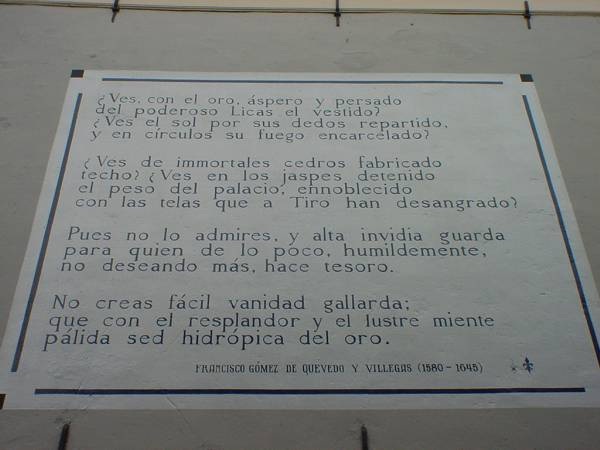 ¿Ves, con el oro, áspero y persado
del poderoso Licas el vestido?
¿Ves el sol por sus dedos repartido,
y en círculos su fuego encarcelado?
¿Ves de immortales cedros fabricado
techo? ¿Ves en los jaspes detenido
el peso del palacio, ennoblecido
con las telas que a Tiro han desangrado?
Pues no lo admires, y alta invidia guarda
para quien de lo poco, humildemente,
no deseando más, hace tesoro.
No creas fácil vanidad gallarda;
que con el resplandor y el lustre miente
pálida sed hidrópica del oro.
FRANCISCO GÓMEZ DE QUEVEDO Y VILLEGAS (1580 - 1645)